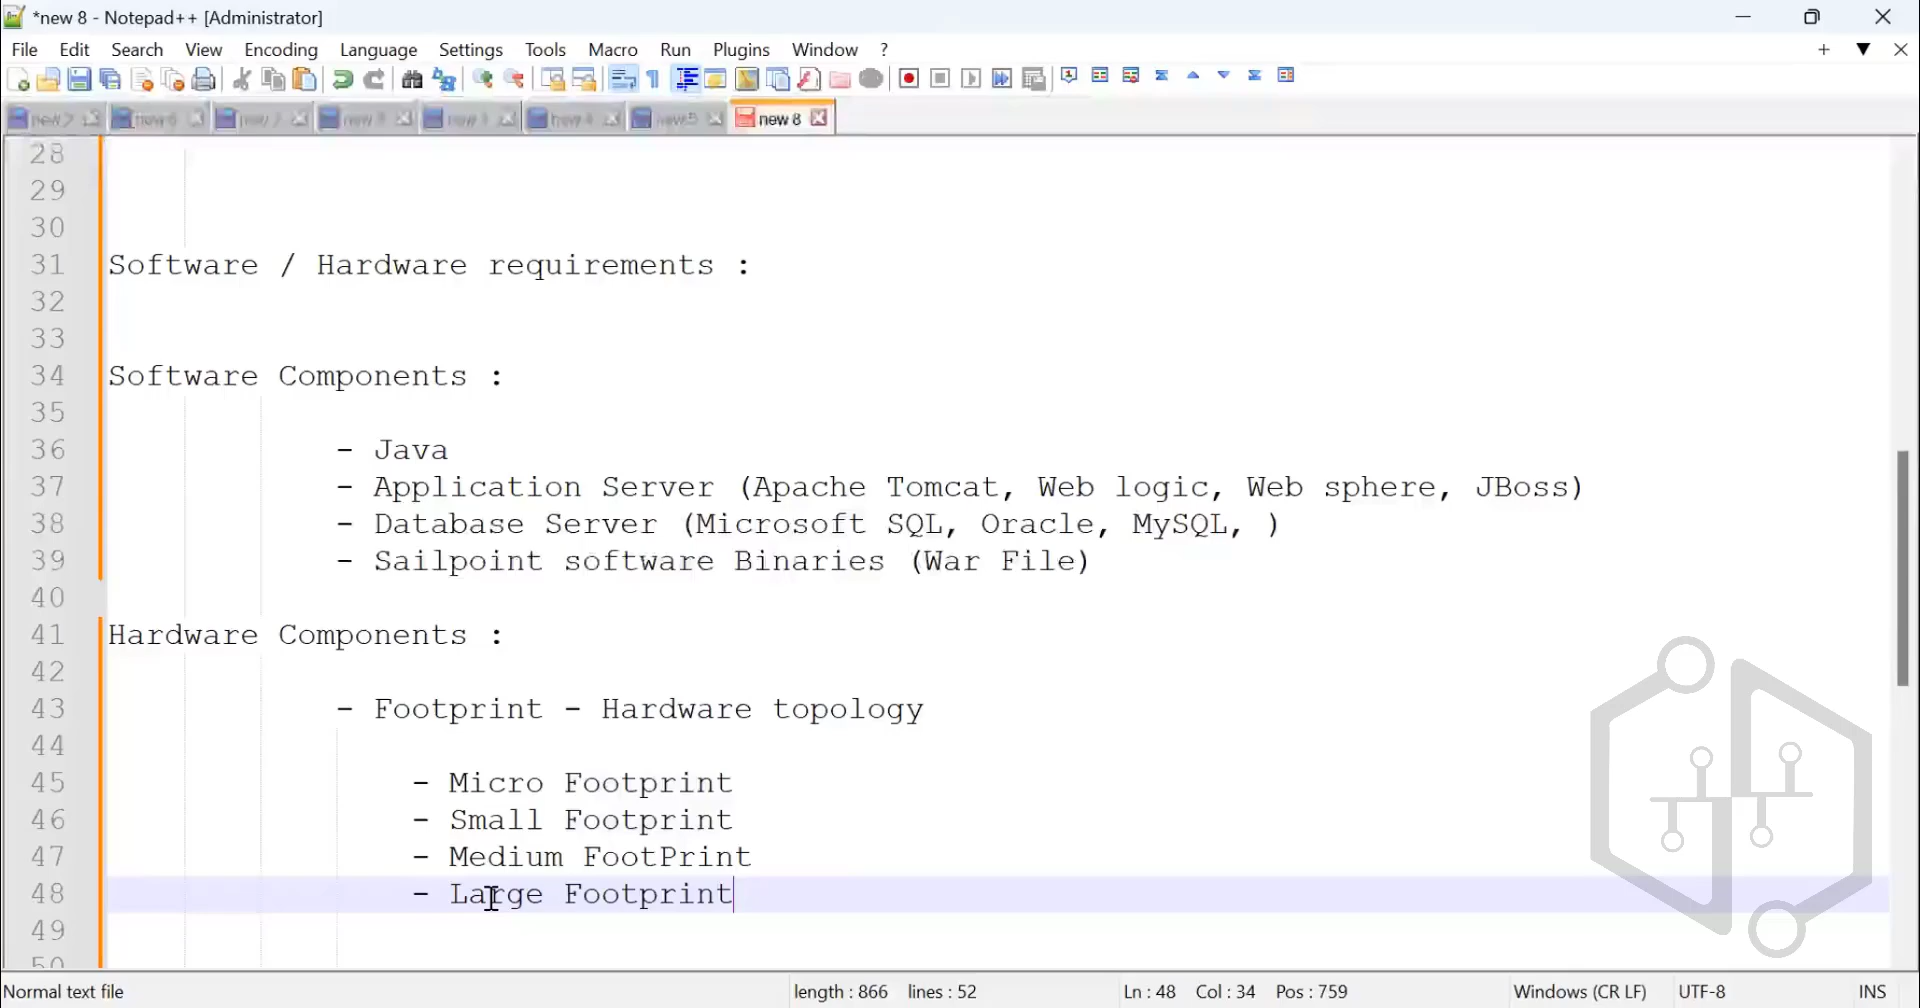 *new 8 - Notepad++ [Administrator]
File Edit Search View Encoding Language Settings Tools Macro Run Plugins Window ?
new 8
28
29
30
31 Software / Hardware requirements :
32
33
34 Software Components :
35
36 - Java
37 - Application Server (Apache Tomcat, Web logic, Web sphere, JBoss)
38 - Database Server (Microsoft SQL, Oracle, MySQL, )
39 - Sailpoint software Binaries (War File)
40
41 Hardware Components :
42
43 - Footprint - Hardware topology
44
45 - Micro Footprint
46 - Small Footprint
47 - Medium FootPrint
48 - Large Footprint
49
50
Normal text file length : 866 lines : 52 Ln : 48 Col : 34 Pos : 759 Windows (CR LF) UTF-8 INS